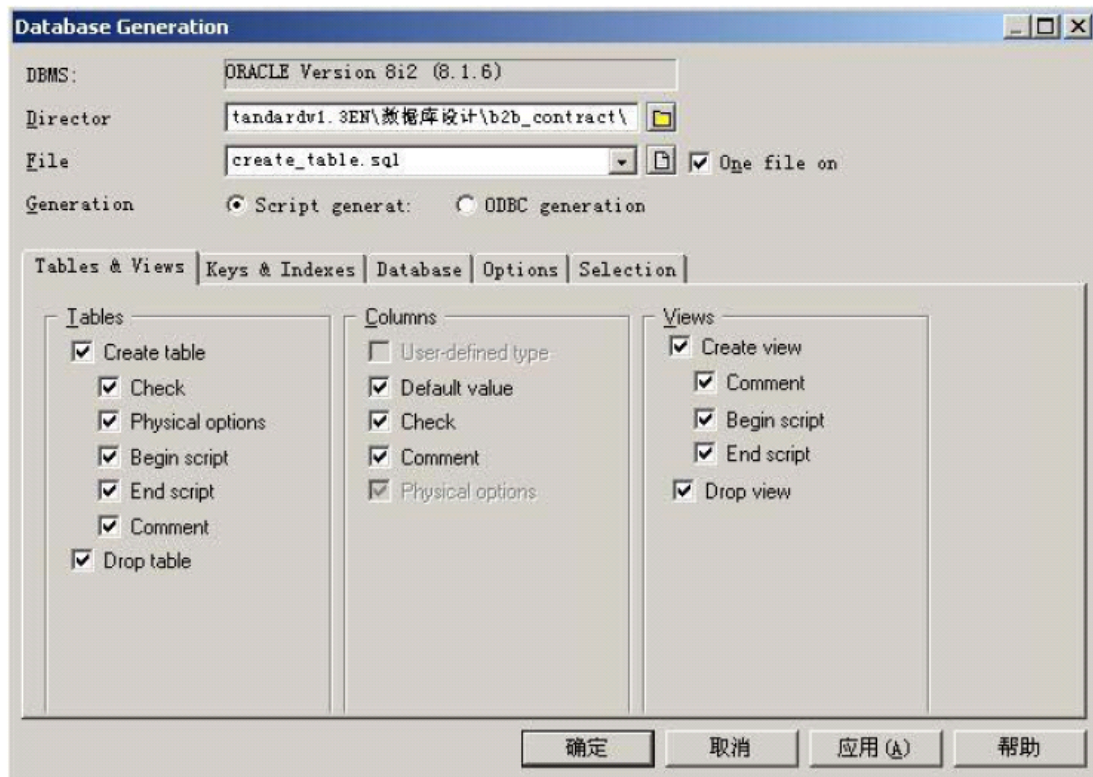 Database Generation
DBMS:
ORACLE Version 8i2 (8.1.6)
Director
tandardv1.3EN\数据库设计\b2b_contract\
File
create_table.sql
One file on
Generation
Script generat:
ODBC generation
Tables & Views
Keys & Indexes
Database
Options
Selection
Tables
Create table
Check
Physical options
Begin script
End script
Comment
Drop table
Columns
User-defined type
Default value
Check
Comment
Physical options
Views
Create view
Comment
Begin script
End script
Drop view
确定
取消
应用(A)
帮助